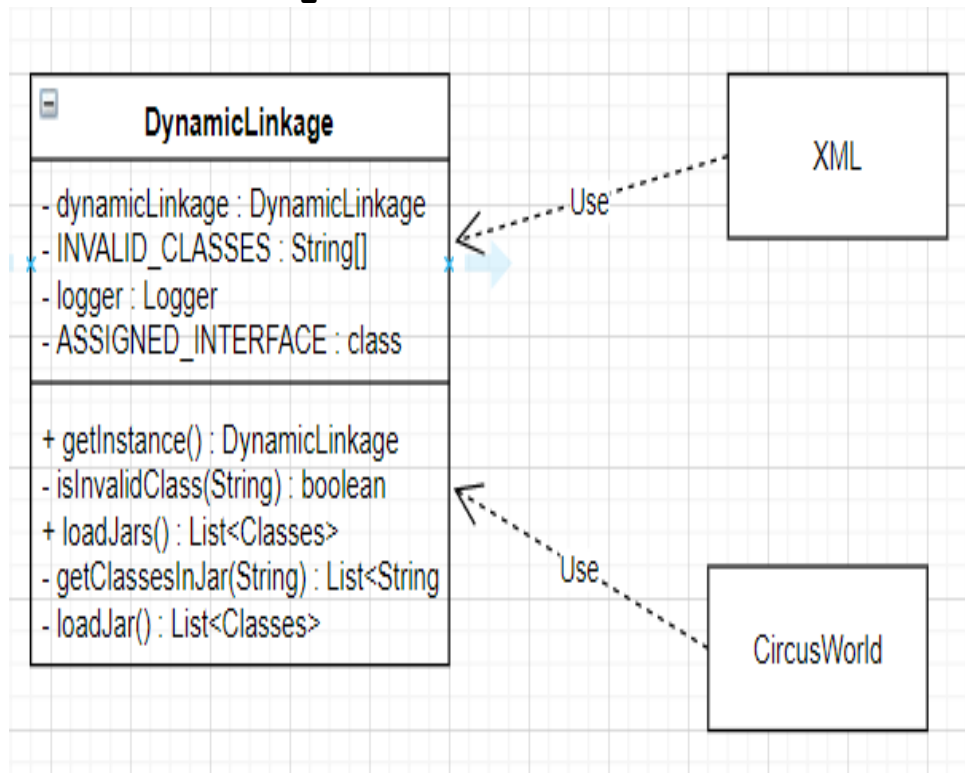 DynamicLinkage
- dynamicLinkage : DynamicLinkage
- INVALID_CLASSES : String[]
- logger : Logger
- ASSIGNED_INTERFACE : class
+ getInstance() : DynamicLinkage
- isInvalidClass(String) : boolean
+ loadJars() : List<Classes>
- getClassesInJar(String) : List<String
- loadJar() : List<Classes>
Use
XML
Use
CircusWorld